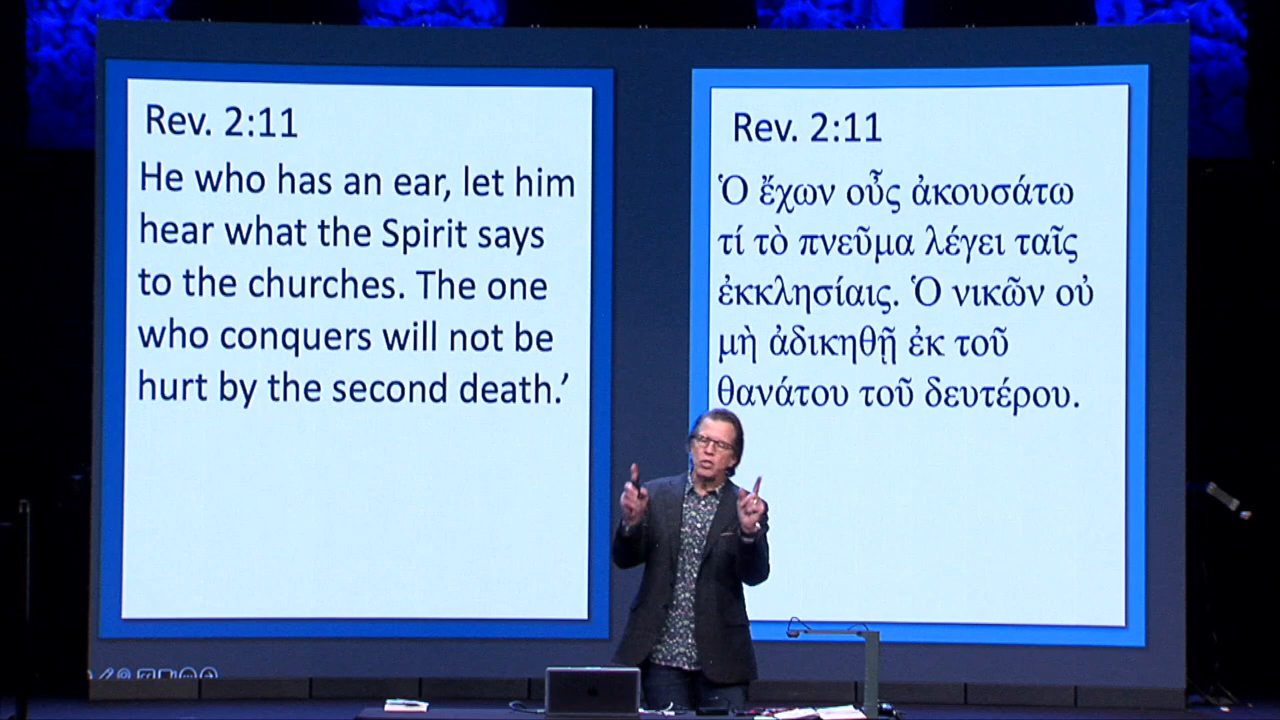 Rev. 2:11
He who has an ear, let him
hear what the Spirit says
to the churches. The one
who conquers will not be
hurt by the second death.’
Rev. 2:11
Ὁ ἔχων οὖς ἀκουσάτω
τί τὸ πνεῦμα λέγει ταῖς
ἐκκλησίαις. Ὁ νικῶν οὐ
μὴ ἀδικηθῇ ἐκ τοῦ
θανάτου τοῦ δευτέρου.